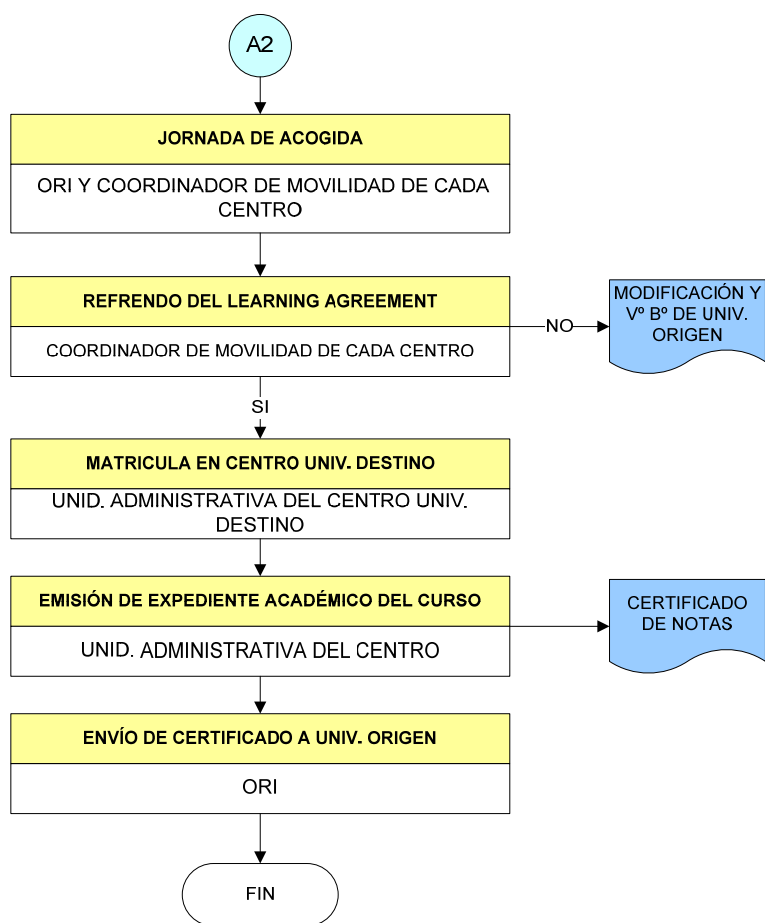 A2
JORNADA DE ACOGIDA
ORI Y COORDINADOR DE MOVILIDAD DE CADA
CENTRO
REFRENDO DEL LEARNING AGREEMENT
COORDINADOR DE MOVILIDAD DE CADA CENTRO
NO
MODIFICACIÓN Y
Vº Bº DE UNIV.
ORIGEN
SI
MATRICULA EN CENTRO UNIV. DESTINO
UNID. ADMINISTRATIVA DEL CENTRO UNIV.
DESTINO
EMISIÓN DE EXPEDIENTE ACADÉMICO DEL CURSO
UNID. ADMINISTRATIVA DEL CENTRO
CERTIFICADO
DE NOTAS
ENVÍO DE CERTIFICADO A UNIV. ORIGEN
ORI
FIN